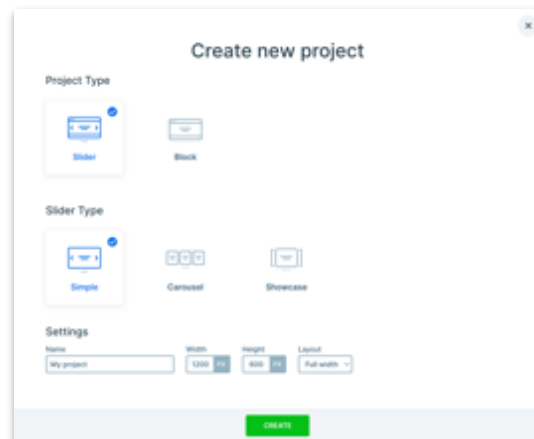 Create new project
Project Type
Slider Block
Slider Type
Simple Carousel Showcase
Settings
Name Width Height Layout
My project 1200 PX 600 PX Full width
CREATE